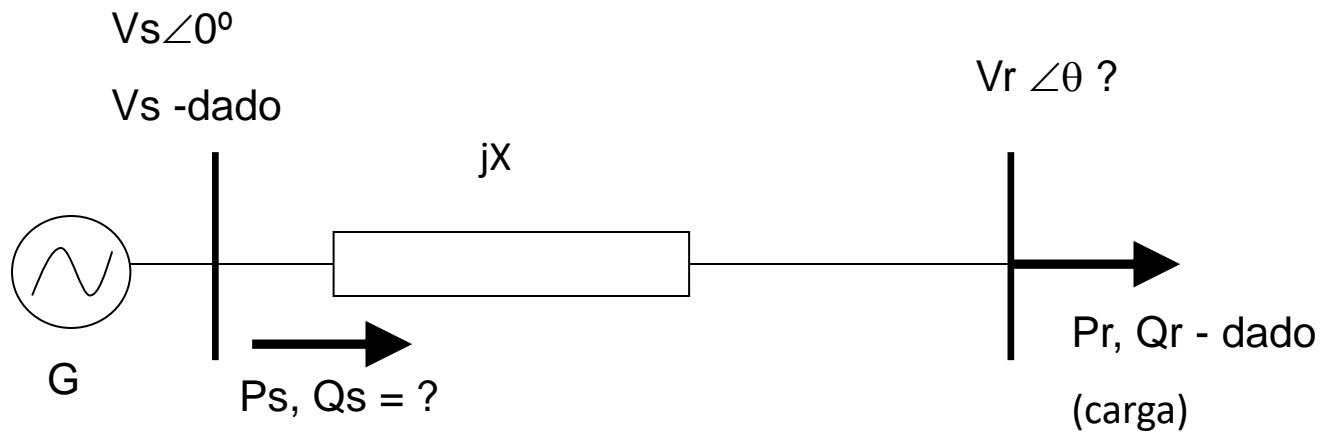 Vs∠0º
Vs -dado
Vr ∠θ ?
jX
G
Ps, Qs = ?
Pr, Qr - dado
(carga)